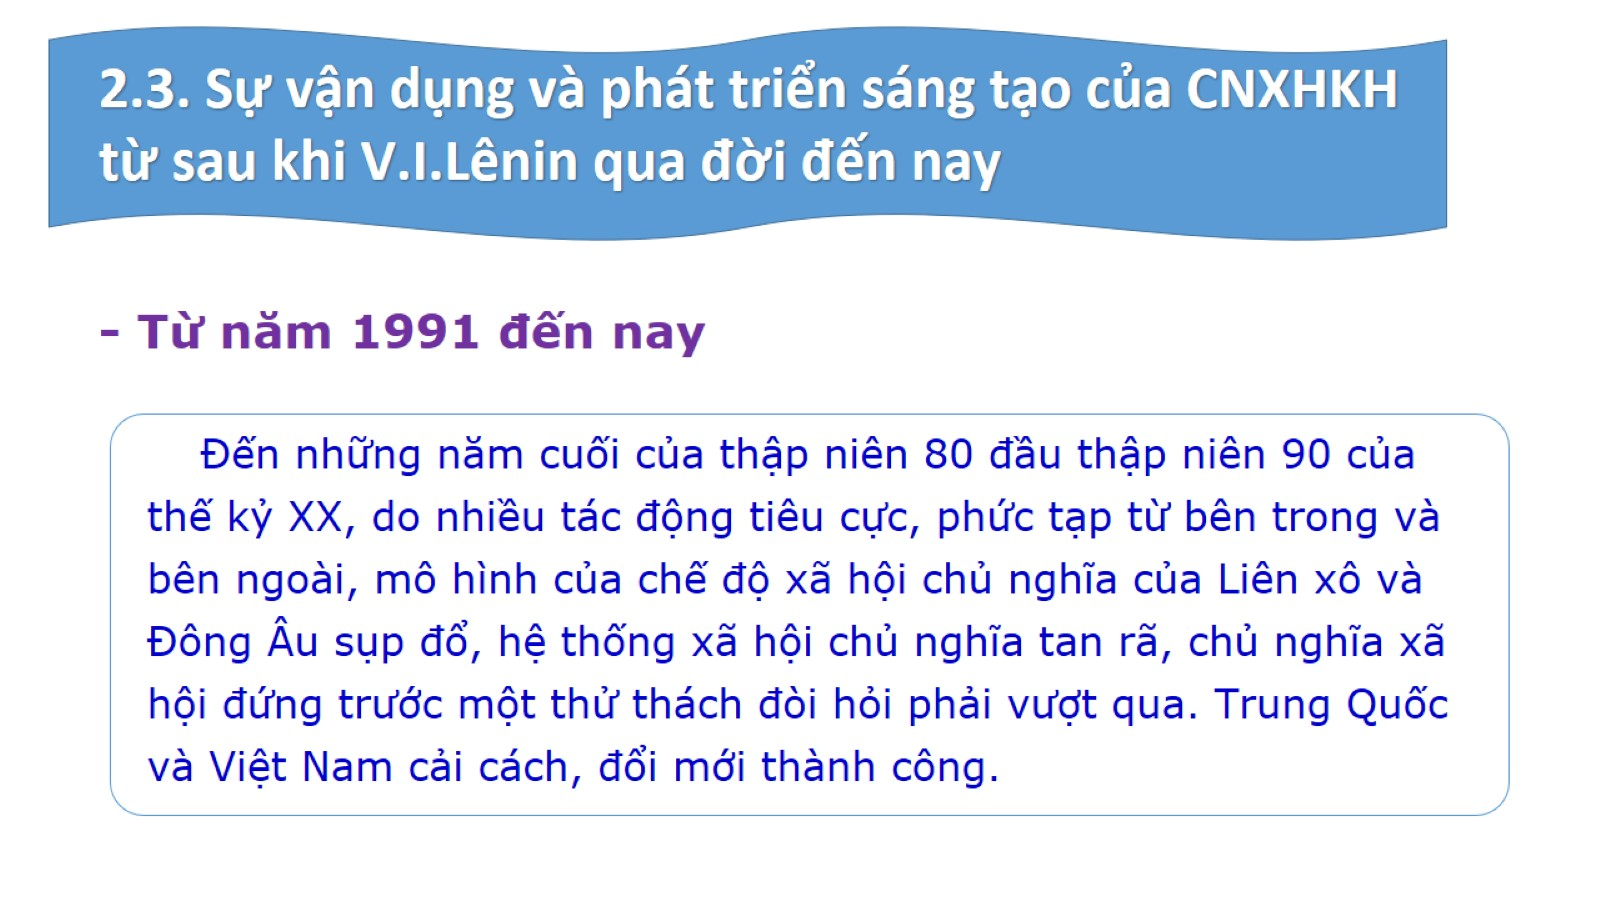 2.3. Sự vận dụng và phát triển sáng tạo của CNXHKH
từ sau khi V.I.Lênin qua đời đến nay
- Từ năm 1991 đến nay
Đến những năm cuối của thập niên 80 đầu thập niên 90 của
thế kỷ XX, do nhiều tác động tiêu cực, phức tạp từ bên trong và
bên ngoài, mô hình của chế độ xã hội chủ nghĩa của Liên xô và
Đông Âu sụp đổ, hệ thống xã hội chủ nghĩa tan rã, chủ nghĩa xã
hội đứng trước một thử thách đòi hỏi phải vượt qua. Trung Quốc
và Việt Nam cải cách, đổi mới thành công.